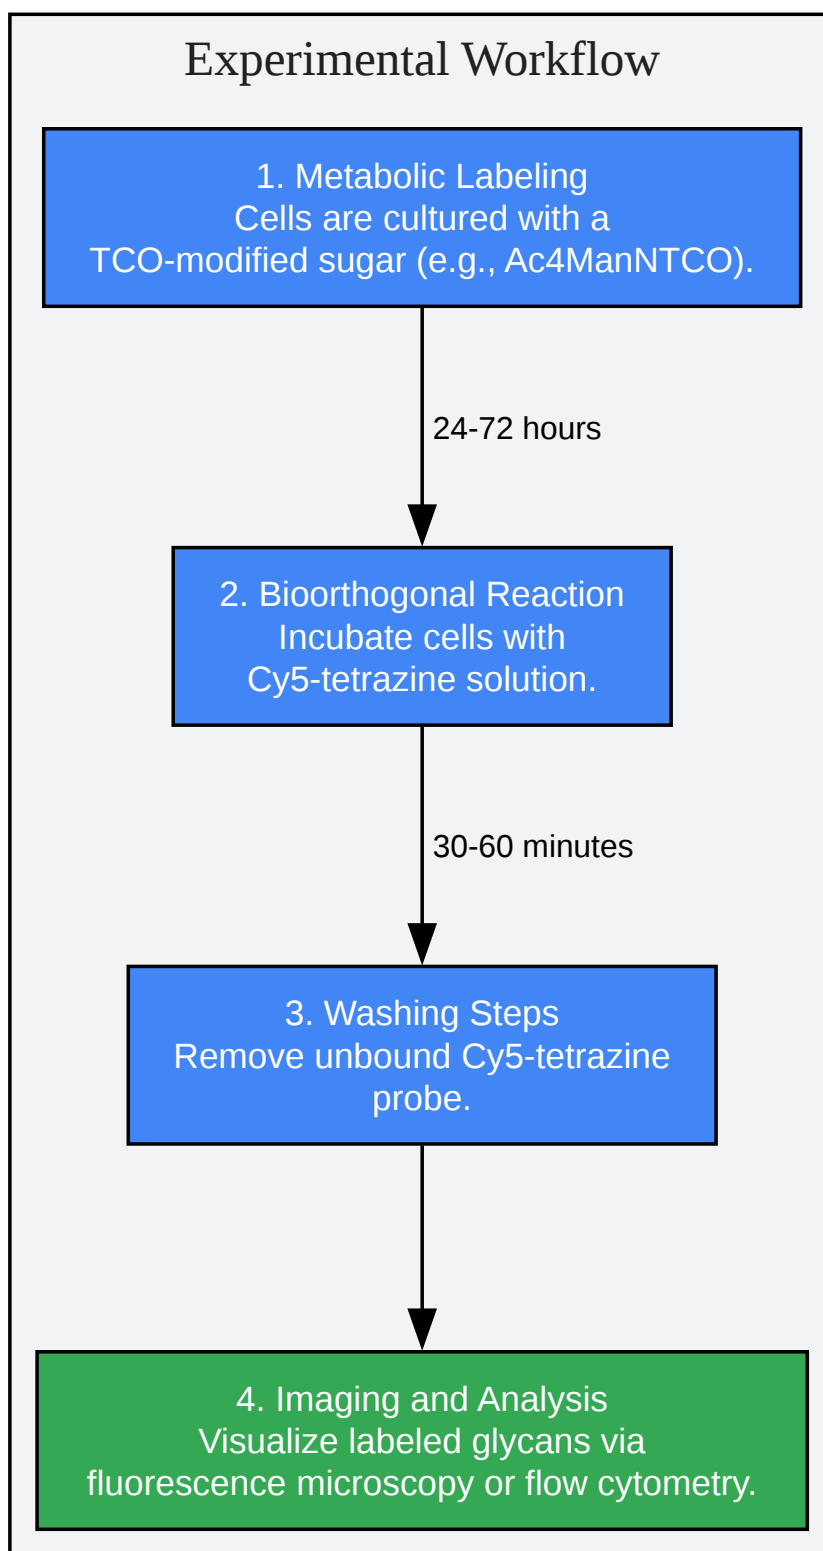 Experimental Workflow
1. Metabolic Labeling
Cells are cultured with a
TCO-modified sugar (e.g., Ac4ManNTCO).
24-72 hours
2. Bioorthogonal Reaction
Incubate cells with
Cy5-tetrazine solution.
30-60 minutes
3. Washing Steps
Remove unbound Cy5-tetrazine
probe.
4. Imaging and Analysis
Visualize labeled glycans via
fluorescence microscopy or flow cytometry.